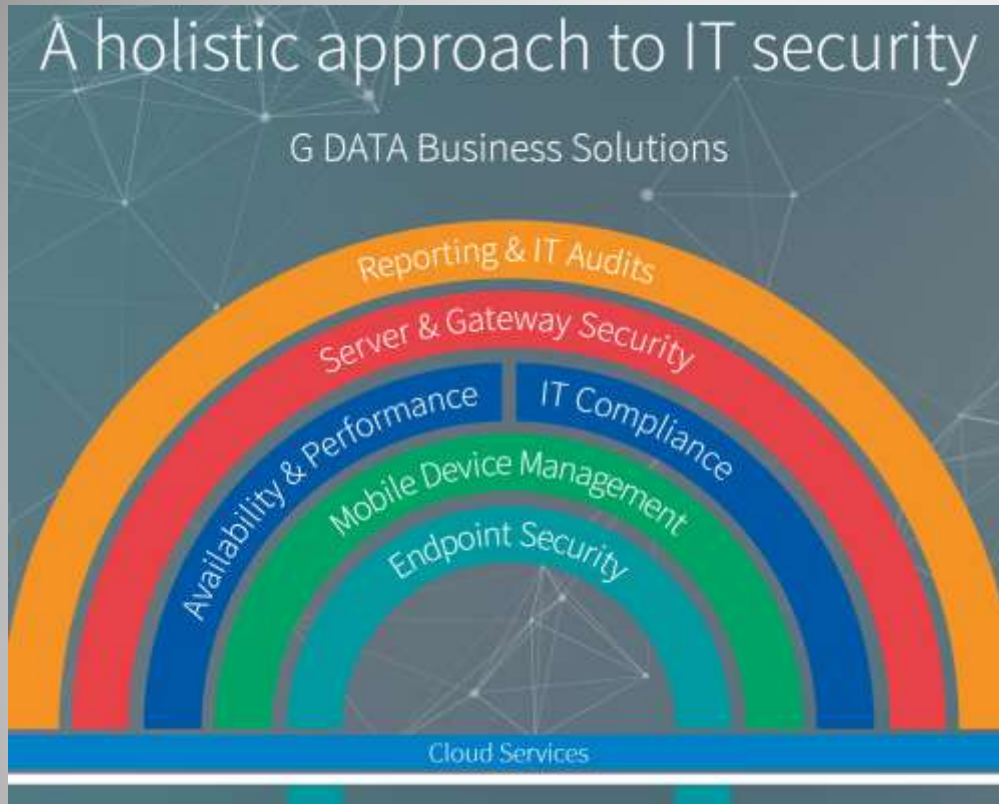 A holistic approach to IT security
G DATA Business Solutions
Reporting & IT Audits
Server & Gateway Security
Availability & Performance
IT Compliance
Mobile Device Management
Endpoint Security
Cloud Services